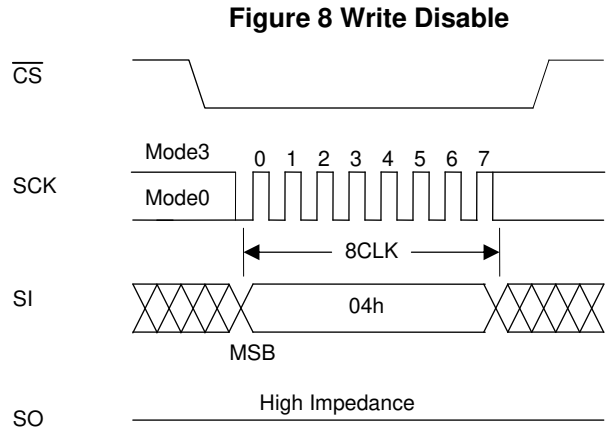 Figure 8 Write Disable
CS
Mode3
0 1 2 3 4 5 6 7
SCK
Mode0
8CLK
SI
04h
MSB
High Impedance
SO